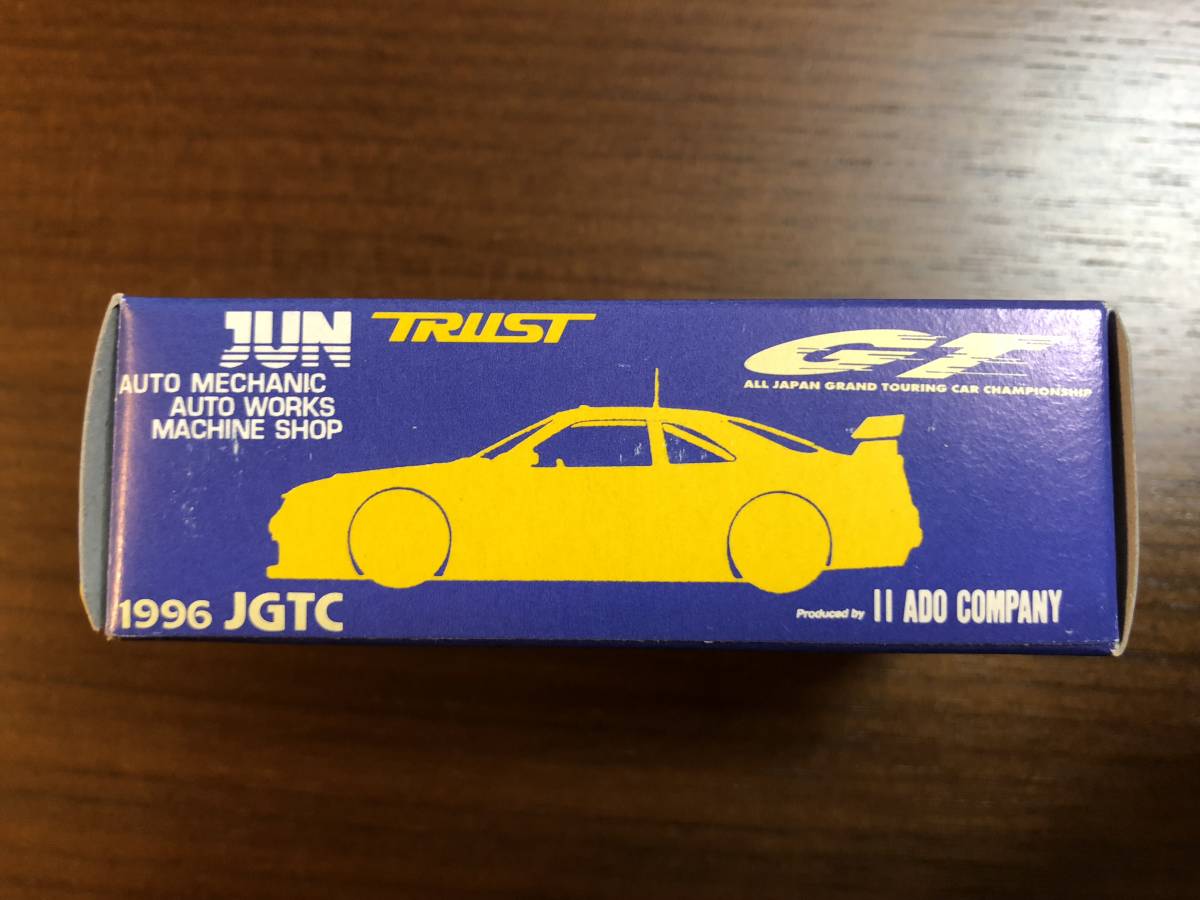 JUN
AUTO MECHANIC
AUTO WORKS
MACHINE SHOP
TRUST
GT
ALL JAPAN GRAND TOURING CAR CHAMPIONSHIP
1996 JGTC
Produced by II ADO COMPANY